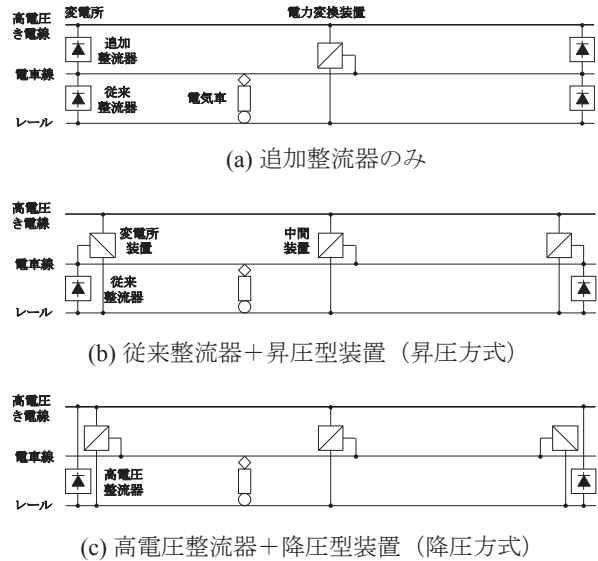 高電圧
き電線
変電所
電力変換装置
追加
整流器
電車線
従来
整流器
電気車
レール
(a) 追加整流器のみ
高電圧
き電線
変電所
装置
中間
装置
電車線
従来
整流器
レール
(b) 従来整流器＋昇圧型装置（昇圧方式）
高電圧
き電線
電車線
高電圧
整流器
レール
(c) 高電圧整流器＋降圧型装置（降圧方式）